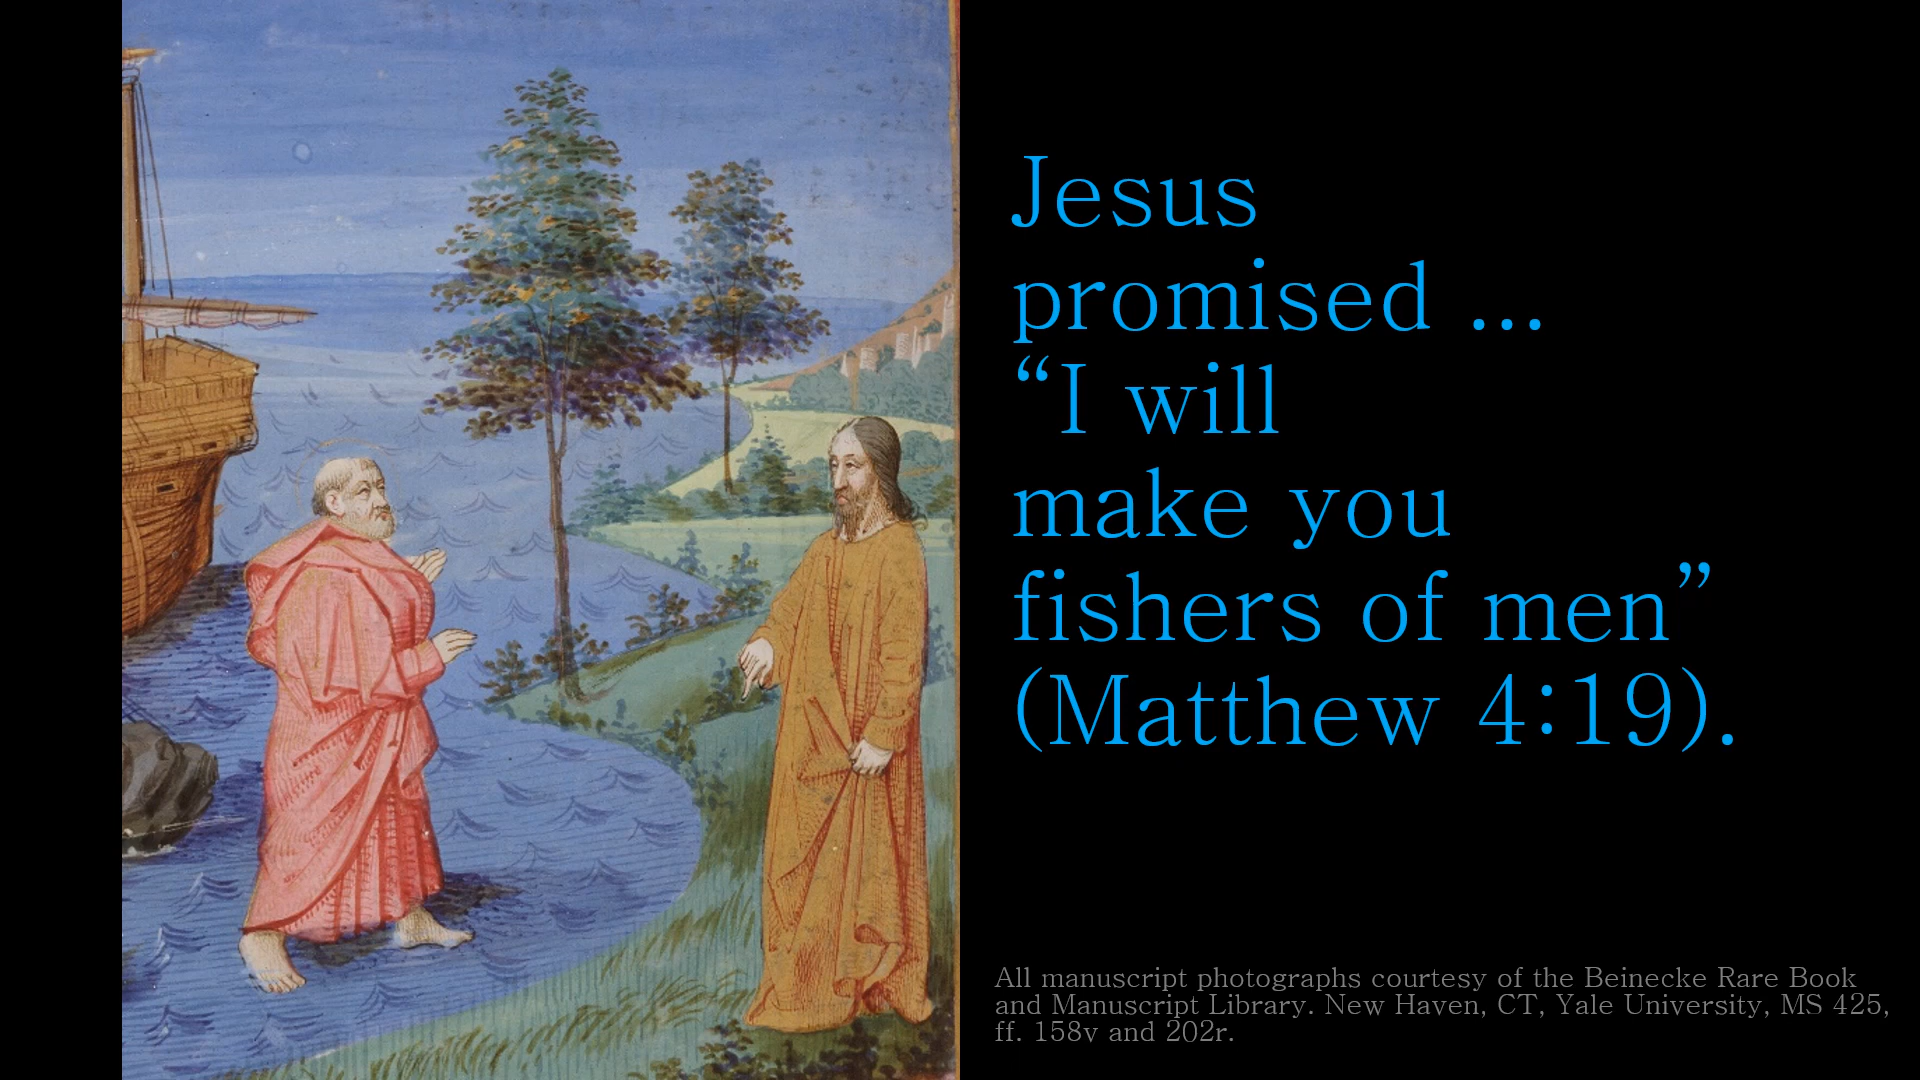 Jesus
promised ...
“I will
make you
fishers of men”
(Matthew 4:19).
All manuscript photographs courtesy of the Beinecke Rare Book
and Manuscript Library. New Haven, CT, Yale University, MS 425,
ff. 158v and 202r.